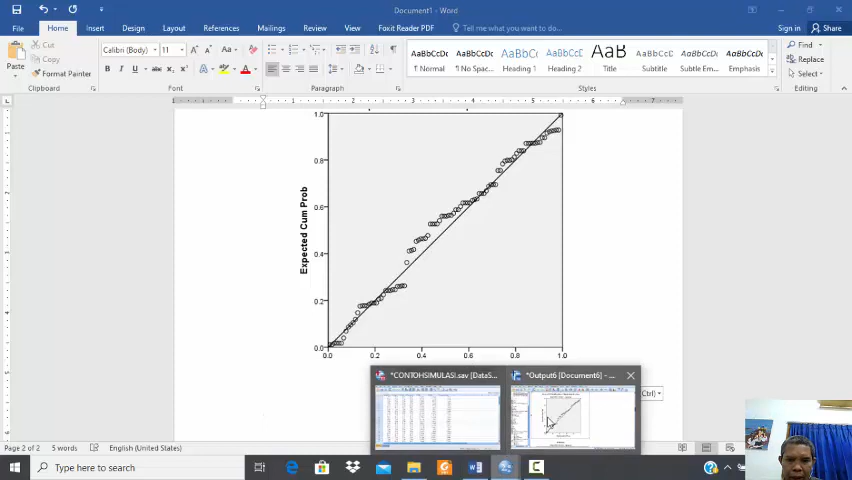 Document1 - Word
File
Home
Insert
Design
Layout
References
Mailings
Review
View
Foxit Reader PDF
Tell me what you want to do...
Sign in
Share
Paste
Cut
Copy
Format Painter
Clipboard
Calibri (Body)
11
Font
Paragraph
AaBbCcDc
¶ Normal
AaBbCcDc
¶ No Spac...
AaBbCc
Heading 1
AaBbCcC
Heading 2
AaB
Title
AaBbCcD
Subtitle
AaBbCcDc
Subtle Em...
AaBbCcDc
Emphasis
Styles
Find
Replace
Select
Editing
1.0
0.8
0.6
0.4
0.2
0.0
Expected Cum Prob
0.0
0.2
0.4
0.6
0.8
1.0
*CONTOHSIMULASI.sav [DataS...
*Output6 [Document6] - ...
Ctrl)
Page 2 of 2
5 words
English (United States)
Type here to search